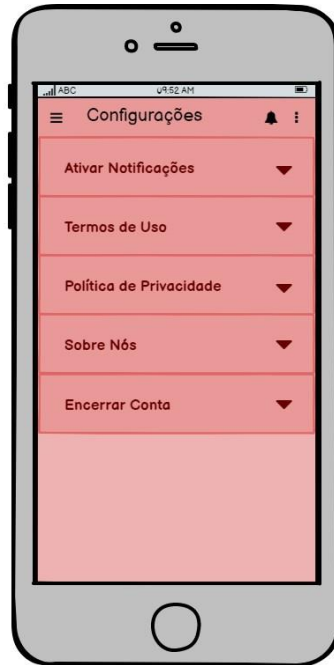 ABC 09:52 AM
Configurações
Ativar Notificações
Termos de Uso
Política de Privacidade
Sobre Nós
Encerrar Conta